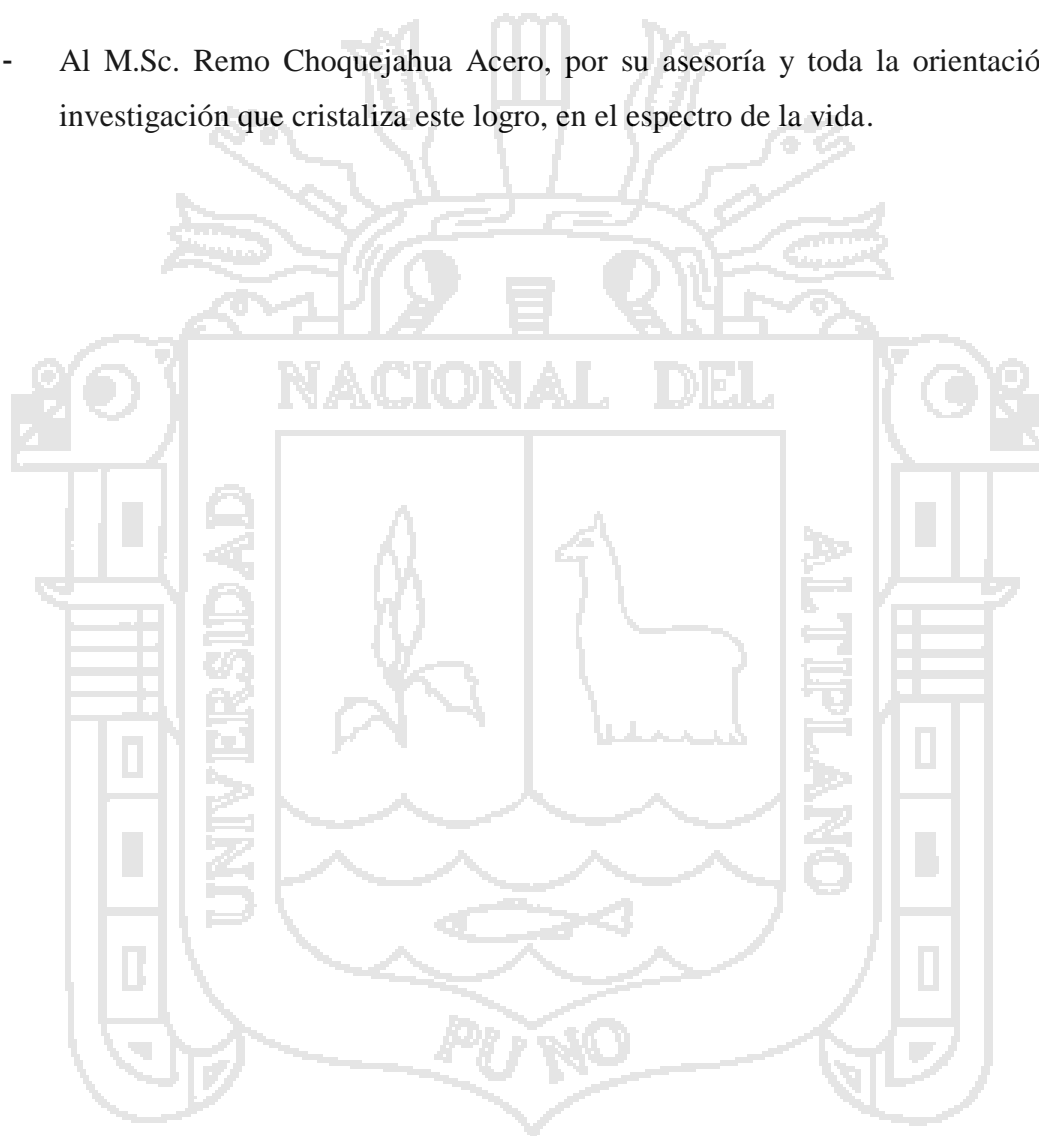 - Al M.Sc. Remo Choquejahua Acero, por su asesoría y toda la orientació
investigación que cristaliza este logro, en el espectro de la vida.
NACIONAL DEL
UNIVERSIDAD
ALTIPLANO
PUNO